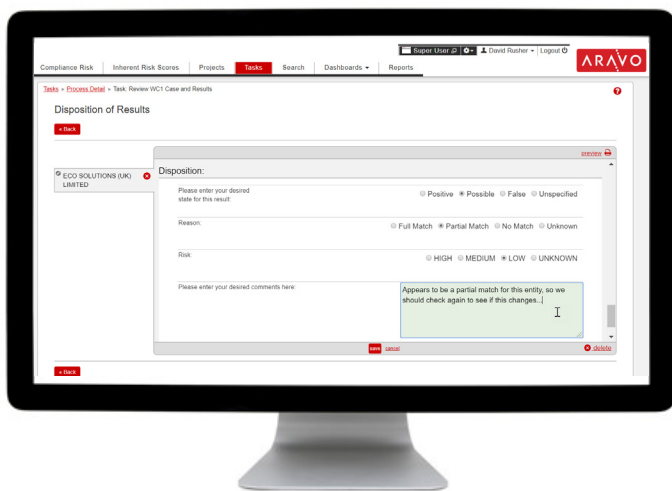 Supor User
David Rusher
Logout
ARAVO
Compliance Risk Inherent Risk Scores Projects Tasks Search Dashboards Reports
Tasks » Process Detail » Task: Review WC1 Case and Results
Disposition of Results
« Back
preview
ECO SOLUTIONS (UK)
LIMITED
Disposition:
Please enter your desired
state for this result:
Positive Possible False Unspecified
Reason:
Full Match Partial Match No Match Unknown
Risk:
HIGH MEDIUM LOW UNKNOWN
Please enter your desired comments here:
Appears to be a partial match for this entity, so we
should check again to see if this changes...
save cancel
delete
« Back